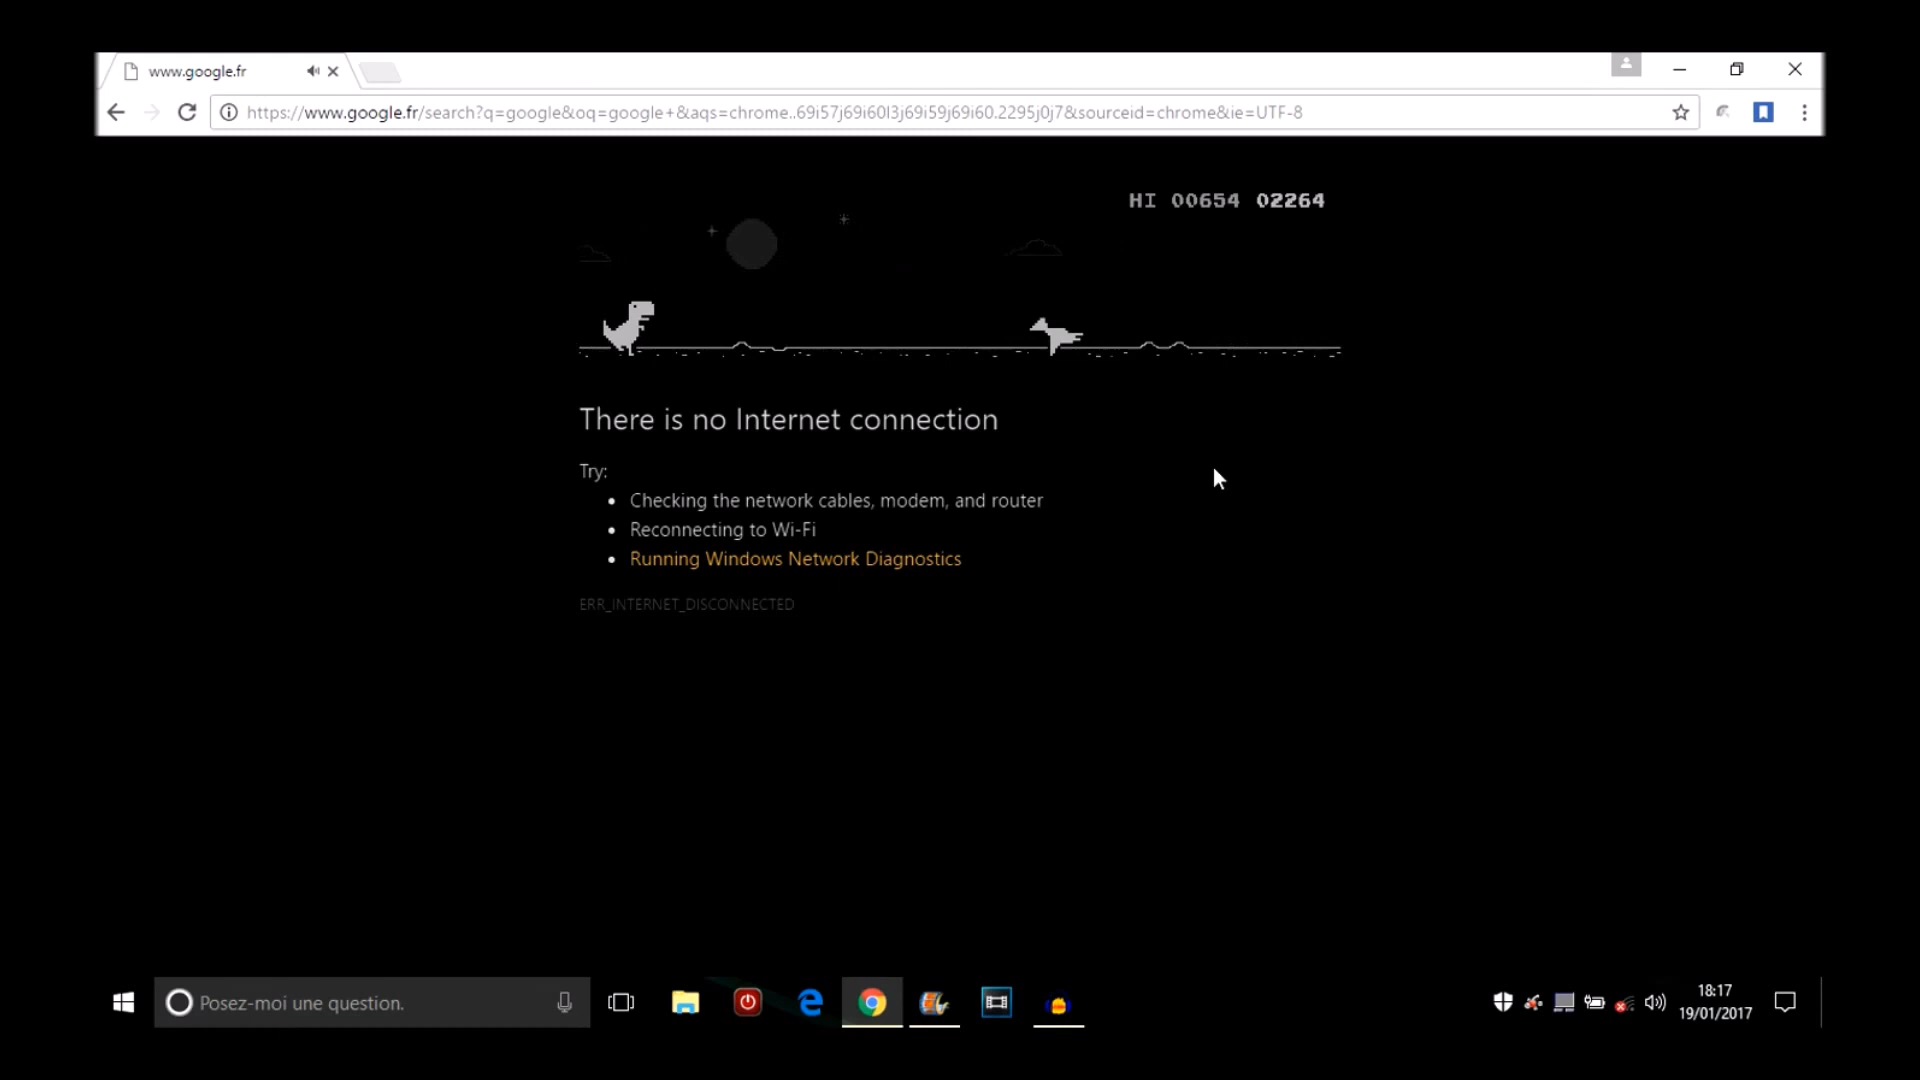 www.google.fr
https://www.google.fr/search?q=google&oq=google+&aqs=chrome..69i57j69i60l3j69i59j69i60.2295j0j7&sourceid=chrome&ie=UTF-8
HI 00654 02264
There is no Internet connection
Try:
Checking the network cables, modem, and router
Reconnecting to Wi-Fi
Running Windows Network Diagnostics
ERR_INTERNET_DISCONNECTED
Posez-moi une question.
18:17
19/01/2017